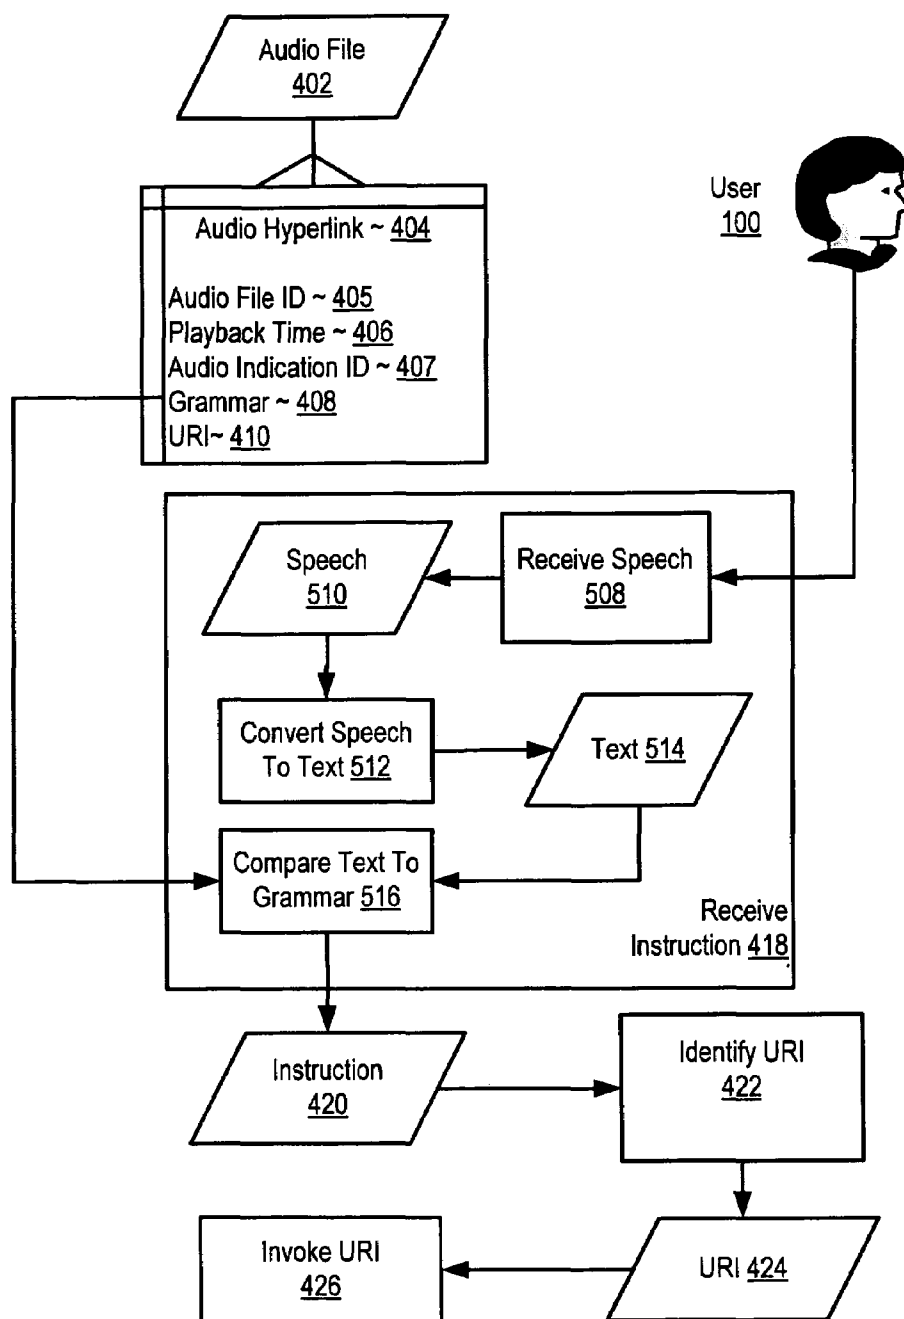 Audio File
402
User
100
Audio Hyperlink ~ 404
Audio File ID ~ 405
Playback Time ~ 406
Audio Indication ID ~ 407
Grammar ~ 408
URI~ 410
Speech
510
Receive Speech
508
Convert Speech
To Text 512
Text 514
Compare Text To
Grammar 516
Receive
Instruction 418
Instruction
420
Identify URI
422
Invoke URI
426
URI 424